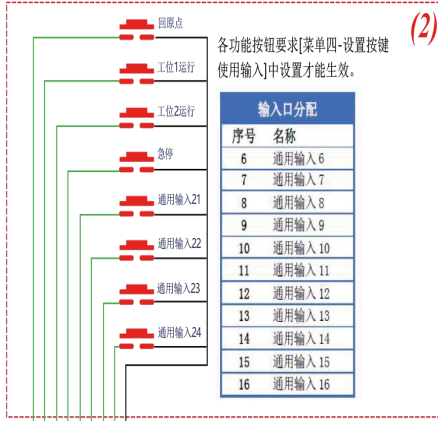 (2)
回原点
工位1运行
工位2运行
急停
通用输入21
通用输入22
通用输入23
通用输入24
各功能按钮要求[菜单四-设置按键
使用输入]中设置才能生效。
输入口分配
序号 名称
6 通用输入 6
7 通用输入 7
8 通用输入 8
9 通用输入 9
10 通用输入 10
11 通用输入 11
12 通用输入 12
13 通用输入 13
14 通用输入 14
15 通用输入 15
16 通用输入 16